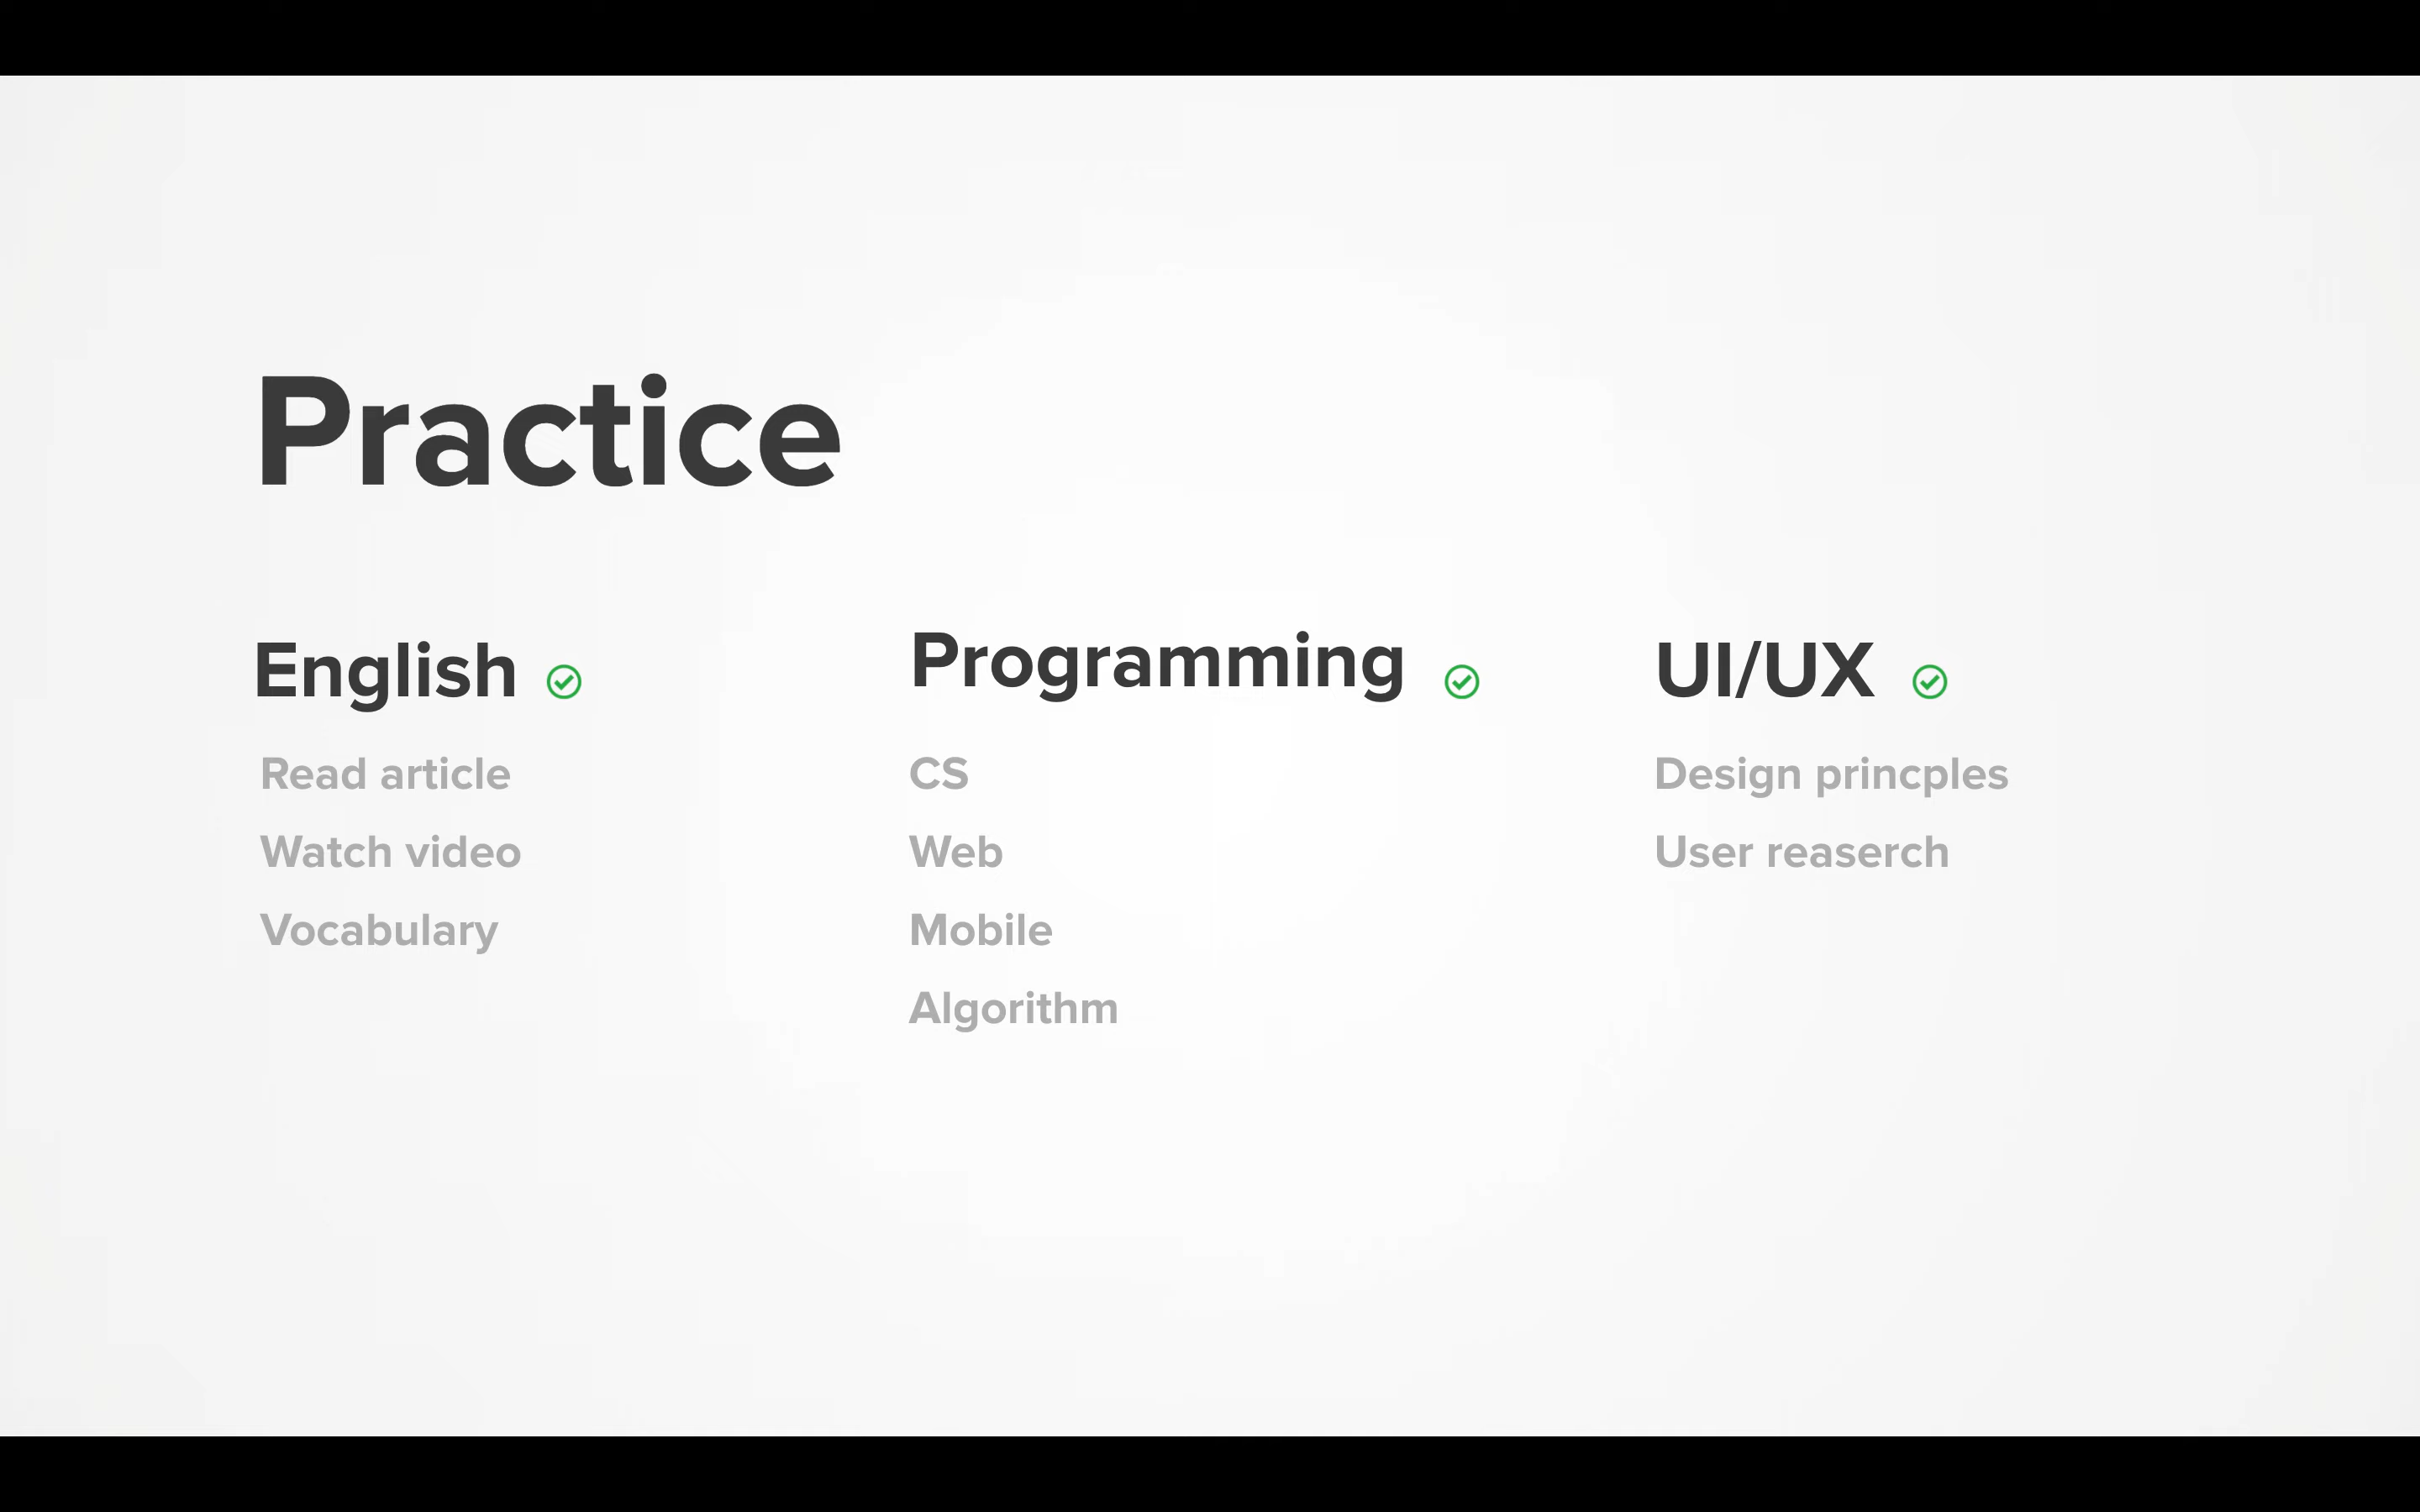 Practice
English
Read article
Watch video
Vocabulary
Programming
CS
Web
Mobile
Algorithm
UI/UX
Design princples
User reaserch